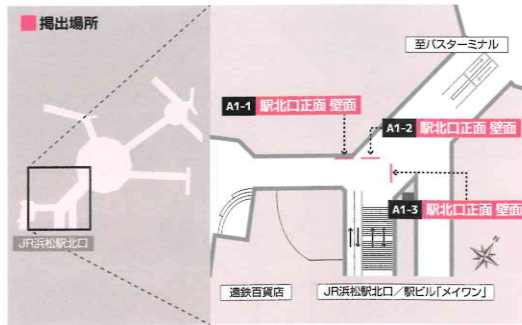 掲出場所
至バスターミナル
A1-1 駅北口正面 壁面
A1-2 駅北口正面 壁面
A1-3 駅北口正面 壁面
JR浜松駅北口
遠鉄百貨店
JR浜松駅北口／駅ビル「メイワン」
N